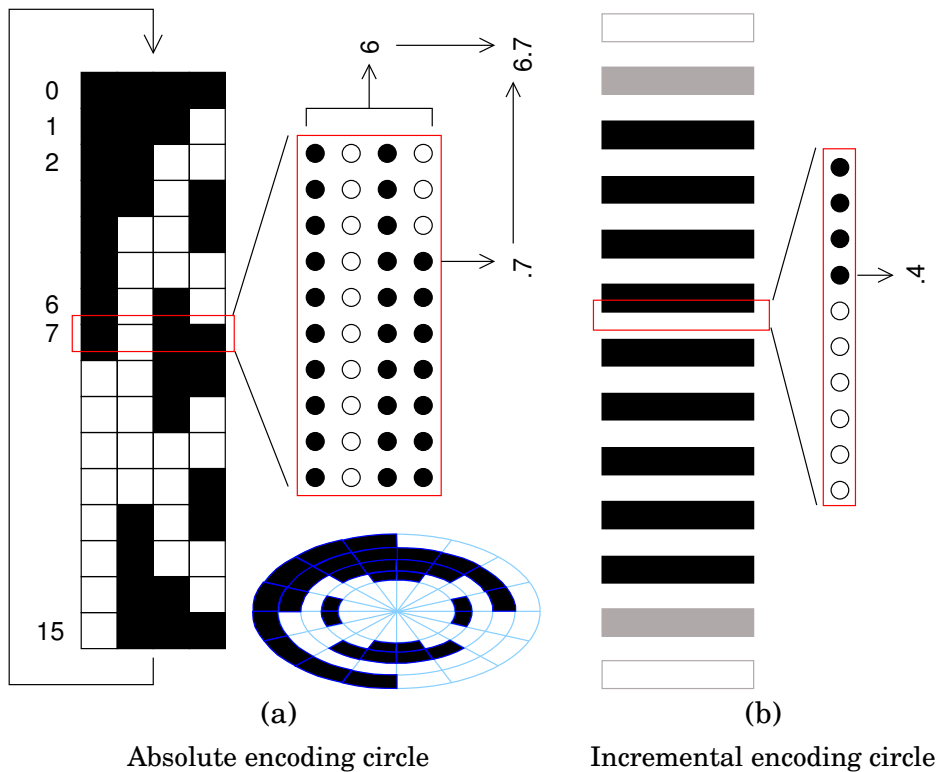 0
1
2
6
7
15
6
6.7
.7
.4
(a)
Absolute encoding circle
(b)
Incremental encoding circle